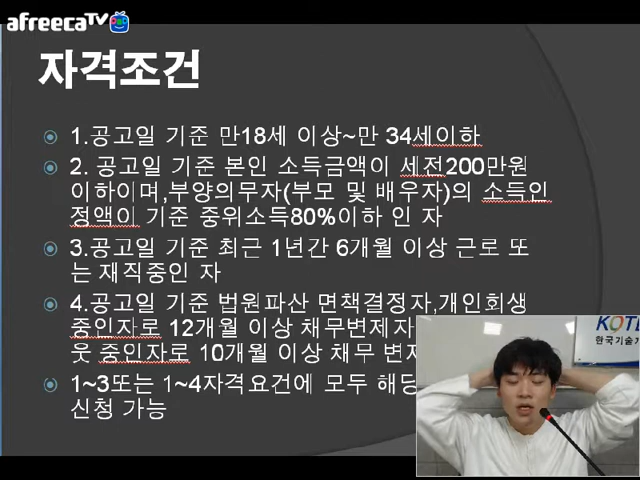 afreecaTV
자격조건
1.공고일 기준 만18세 이상~만 34세이하
2. 공고일 기준 본인 소득금액이 세전200만원
이하이며,부양의무자(부모 및 배우자)의 소득인
정액이 기준 중위소득80%이하 인 자
3.공고일 기준 최근 1년간 6개월 이상 근로 또
는 재직중인 자
4.공고일 기준 법원파산 면책결정자,개인회생
중인자로 12개월 이상 채무변제자
웃 중인자로 10개월 이상 채무 변제
1~3또는 1~4자격요건에 모두 해당
신청 가능
한국기술개